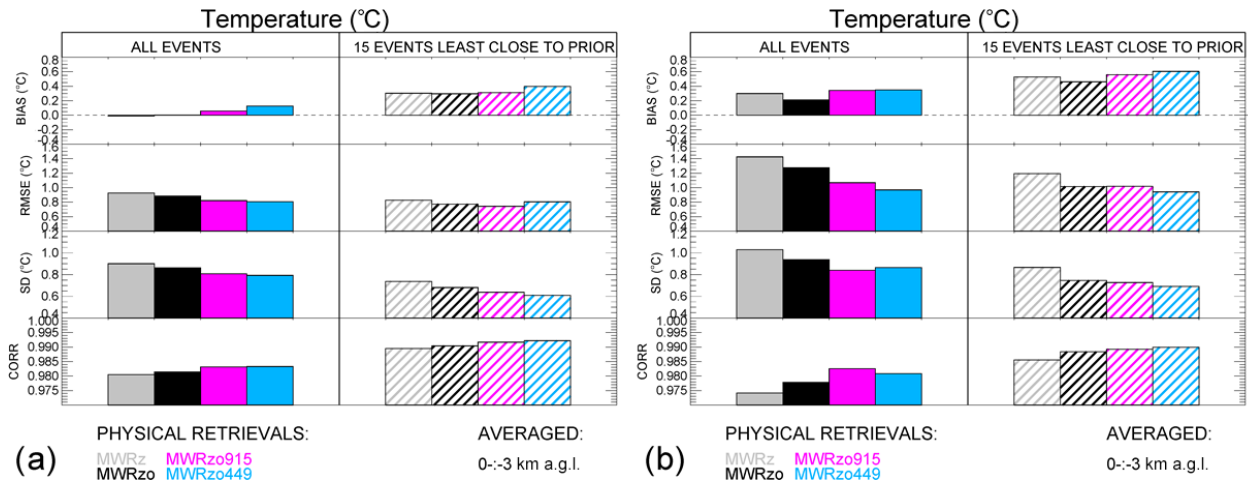 Temperature (°C)
ALL EVENTS
15 EVENTS LEAST CLOSE TO PRIOR
BIAS (°C)
0.8
0.6
0.4
0.2
0.0
-0.2
-0.4
RMSE (°C)
1.6
1.4
1.2
1.0
0.8
0.6
0.4
SD (°C)
1.2
1.0
0.8
0.6
0.4
CORR
1.000
0.995
0.990
0.985
0.980
0.975
(a)
PHYSICAL RETRIEVALS:
MWRz MWRzo915
MWRzo MWRzo449
AVERAGED:
0-:-3 km a.g.l.
Temperature (°C)
ALL EVENTS
15 EVENTS LEAST CLOSE TO PRIOR
BIAS (°C)
0.8
0.6
0.4
0.2
0.0
-0.2
-0.4
RMSE (°C)
1.6
1.4
1.2
1.0
0.8
0.6
0.4
SD (°C)
1.2
1.0
0.8
0.6
0.4
CORR
1.000
0.995
0.990
0.985
0.980
0.975
(b)
PHYSICAL RETRIEVALS:
MWRz MWRzo915
MWRzo MWRzo449
AVERAGED:
0-:-3 km a.g.l.